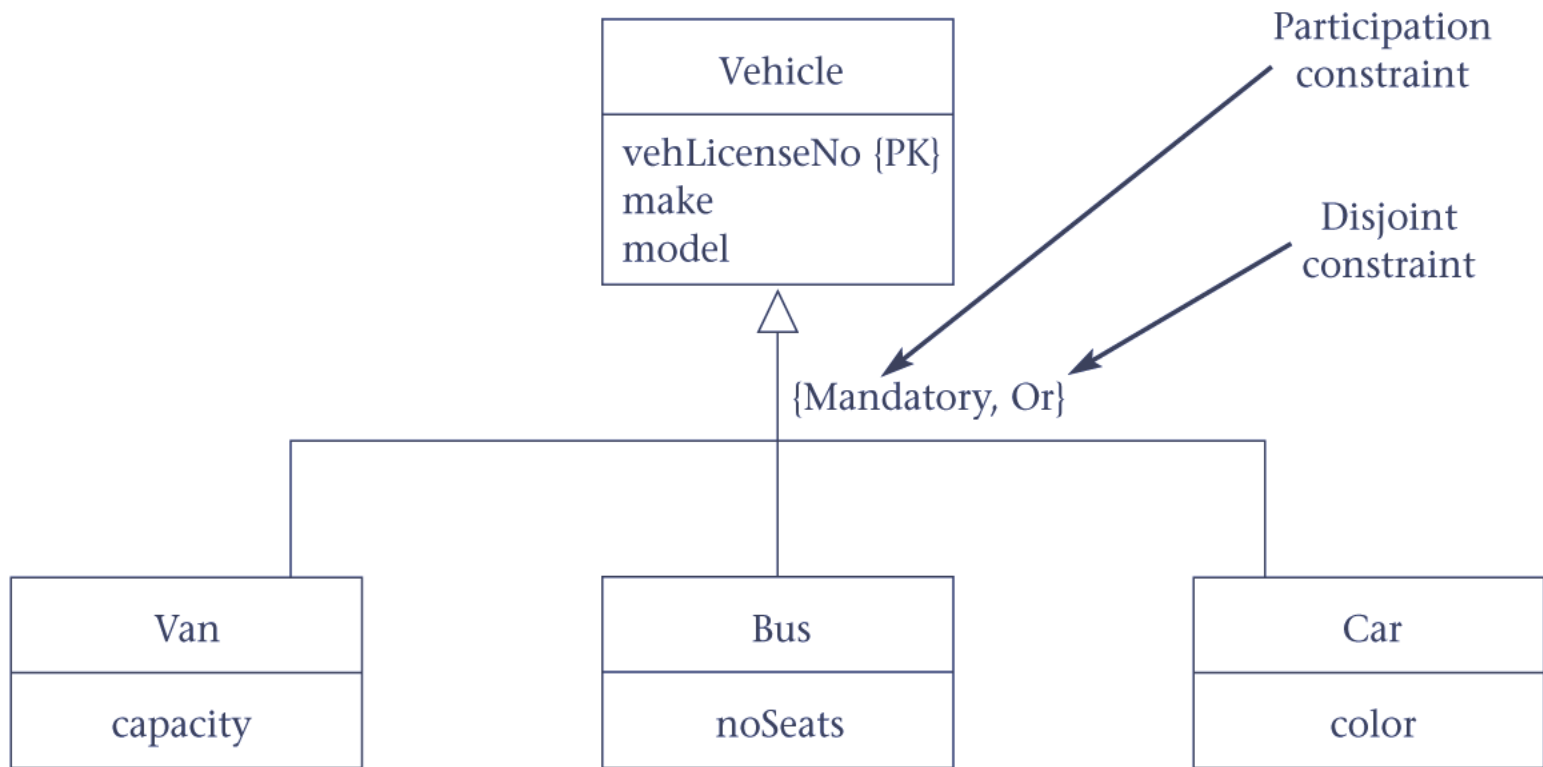 Vehicle
vehLicenseNo {PK}
make
model
Participation
constraint
Disjoint
constraint
{Mandatory, Or}
Van
capacity
Bus
noSeats
Car
color